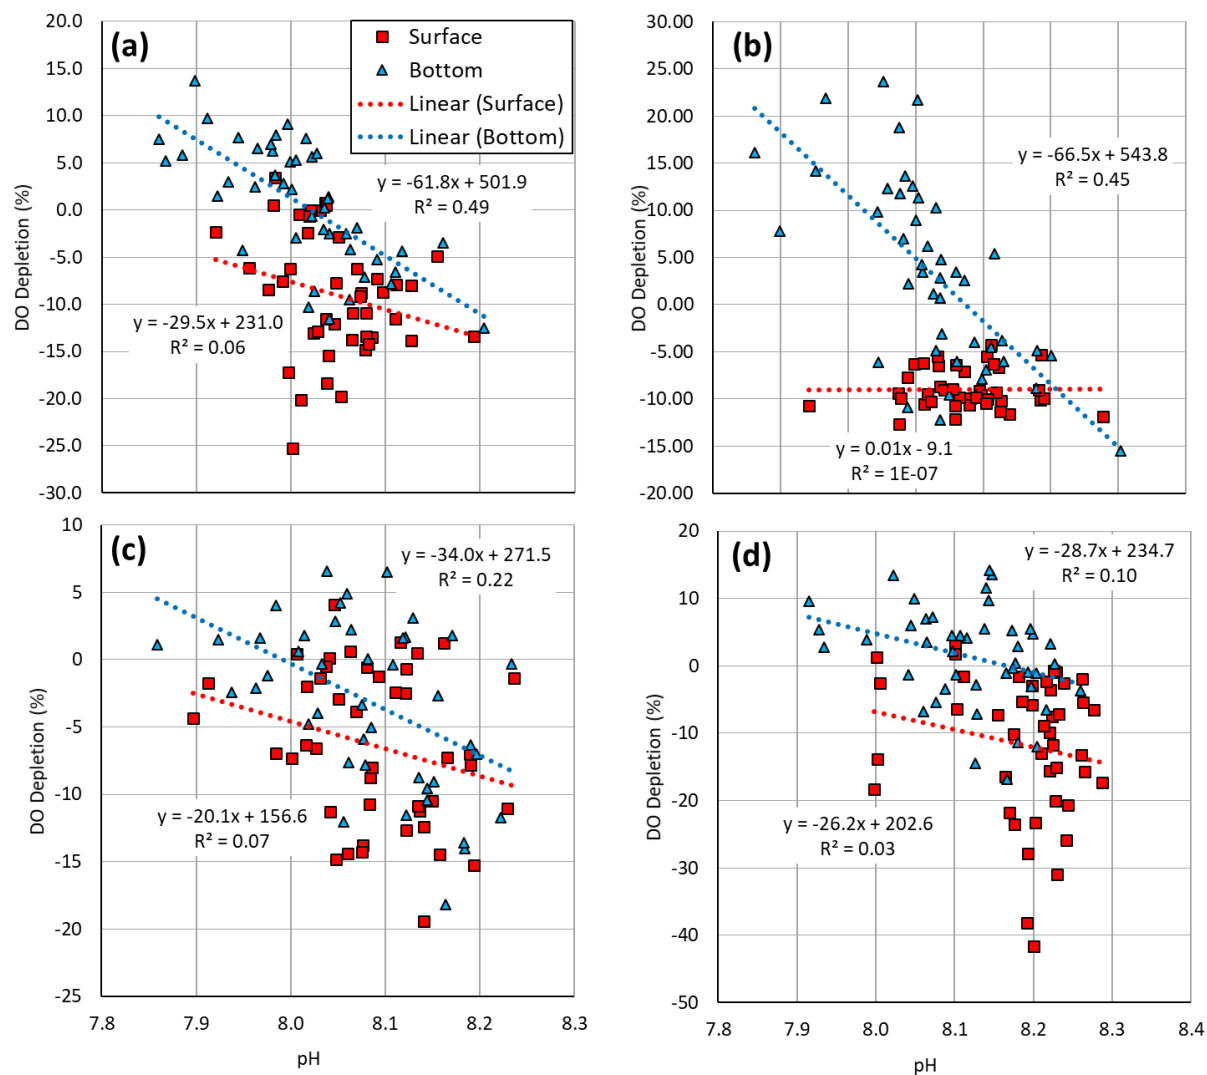 (a)
Surface
Bottom
Linear (Surface)
Linear (Bottom)
20.0
15.0
10.0
5.0
0.0
-5.0
-10.0
-15.0
-20.0
-25.0
-30.0
DO Depletion (%)
y = -61.8x + 501.9
R² = 0.49
y = -29.5x + 231.0
R² = 0.06
(b)
30.00
25.00
20.00
15.00
10.00
5.00
0.00
-5.00
-10.00
-15.00
-20.00
DO Depletion (%)
y = -66.5x + 543.8
R² = 0.45
y = 0.01x - 9.1
R² = 1E-07
(c)
10
5
0
-5
-10
-15
-20
-25
DO Depletion (%)
y = -34.0x + 271.5
R² = 0.22
y = -20.1x + 156.6
R² = 0.07
7.8 7.9 8.0 8.1 8.2 8.3
pH
(d)
20
10
0
-10
-20
-30
-40
-50
DO Depletion (%)
y = -28.7x + 234.7
R² = 0.10
y = -26.2x + 202.6
R² = 0.03
7.8 7.9 8.0 8.1 8.2 8.3 8.4
pH